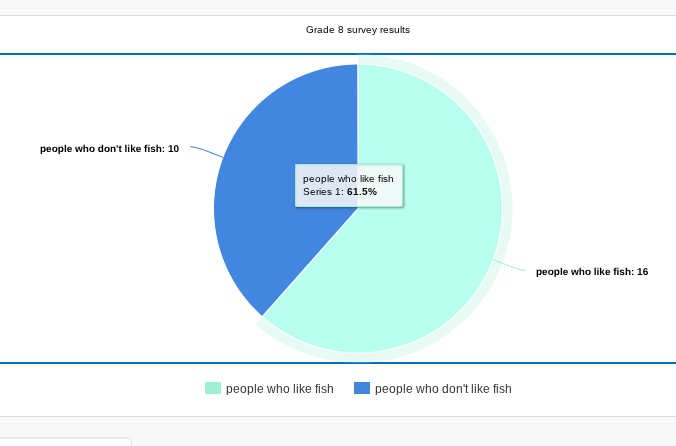 Grade 8 survey results
people who don't like fish: 10
people who like fish
Series 1: 61.5%
people who like fish: 16
people who like fish
people who don't like fish